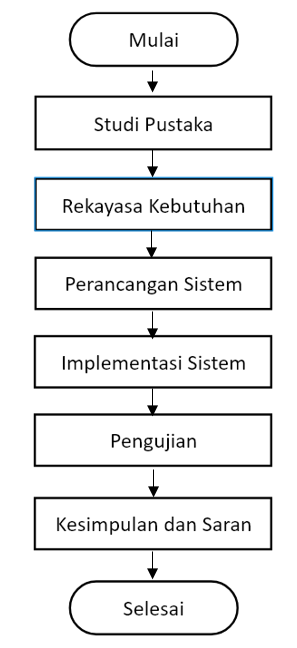 Mulai
Studi Pustaka
Rekayasa Kebutuhan
Perancangan Sistem
Implementasi Sistem
Pengujian
Kesimpulan dan Saran
Selesai